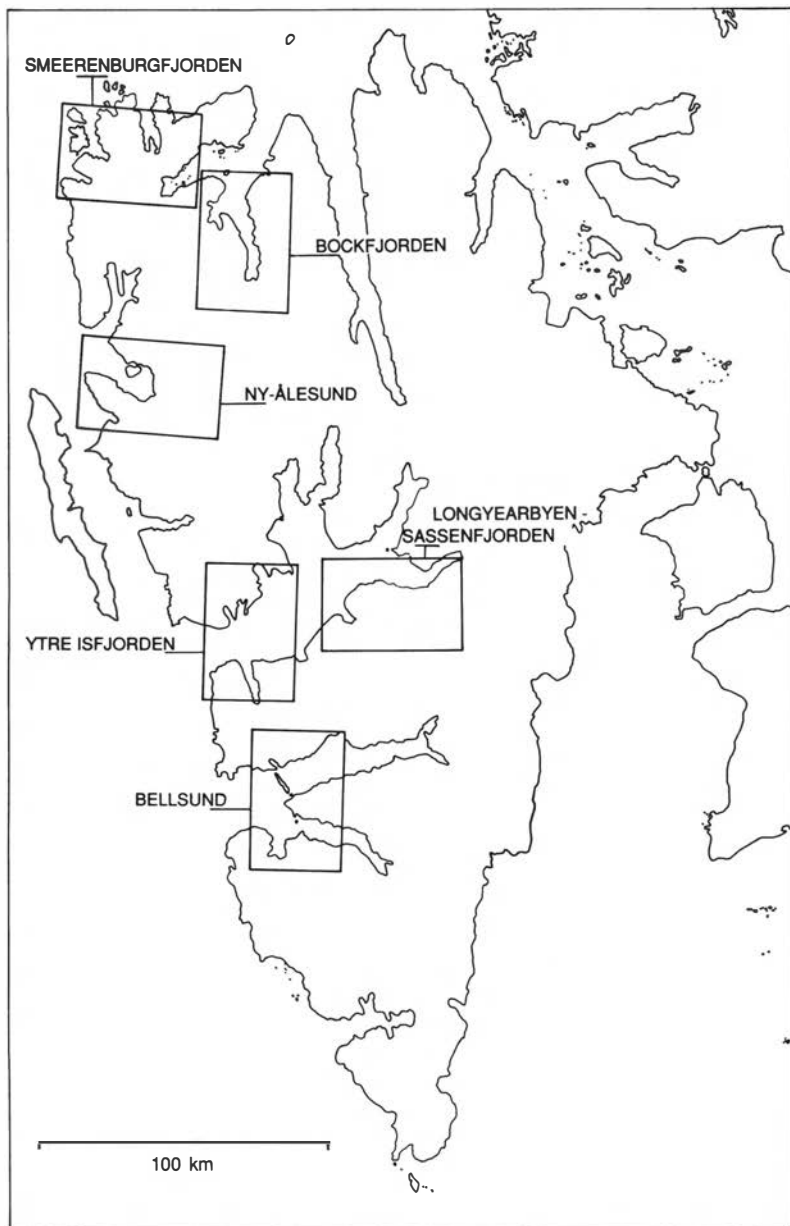 SMEERENBURGFJORDEN
BOCKFJORDEN
NY-ÅLESUND
LONGYEARBYEN -
SASSENFJORDEN
YTRE ISFJORDEN
BELLSUND
100 km